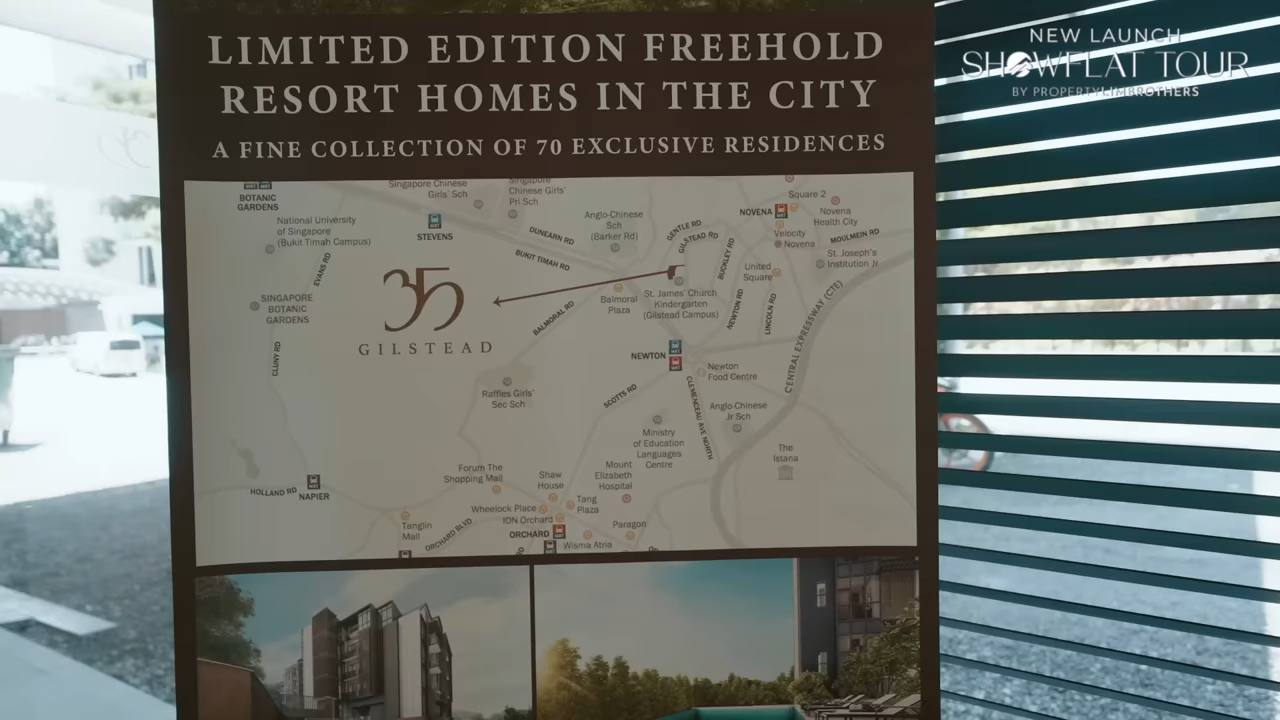 NEW LAUNCH
SHOWFLAT TOUR
BY PROPERTYLIMBROTHERS
LIMITED EDITION FREEHOLD
RESORT HOMES IN THE CITY
A FINE COLLECTION OF 70 EXCLUSIVE RESIDENCES
BOTANIC
GARDENS
National University
of Singapore
(Bukit Timah Campus)
EVANS RD
SINGAPORE
BOTANIC
GARDENS
CLUNY RD
Singapore Chinese
Girls' Sch
Singapore
Chinese Girls'
Pri Sch
STEVENS
DUNEARN RD
BUKIT TIMAH RD
Anglo-Chinese
Sch
(Barker Rd)
GENTLE RD
GILSTEAD RD
BUCKLEY RD
NOVENA
Square 2
Novena
Health City
Velocity
Novena
MOULMEIN RD
St. Joseph's
Institution Jr
United
Square
35
GILSTEAD
BALMORAL RD
Balmoral
Plaza
St. James' Church
Kindergarten
(Gilstead Campus)
NEWTON RD
LINCOLN RD
CENTRAL EXPRESSWAY (CTE)
NEWTON
Newton
Food Centre
Raffles Girls'
Sec Sch
SCOTTS RD
CLEMENCEAU AVE NORTH
Anglo-Chinese
Jr Sch
Ministry
of Education
Languages
Centre
The
Istana
HOLLAND RD
NAPIER
Forum The
Shopping Mall
Shaw
House
Mount
Elizabeth
Hospital
Wheelock Place
Tang
Plaza
ION Orchard
Tanglin
Mall
ORCHARD BLVD
ORCHARD
Wisma Atria
Paragon